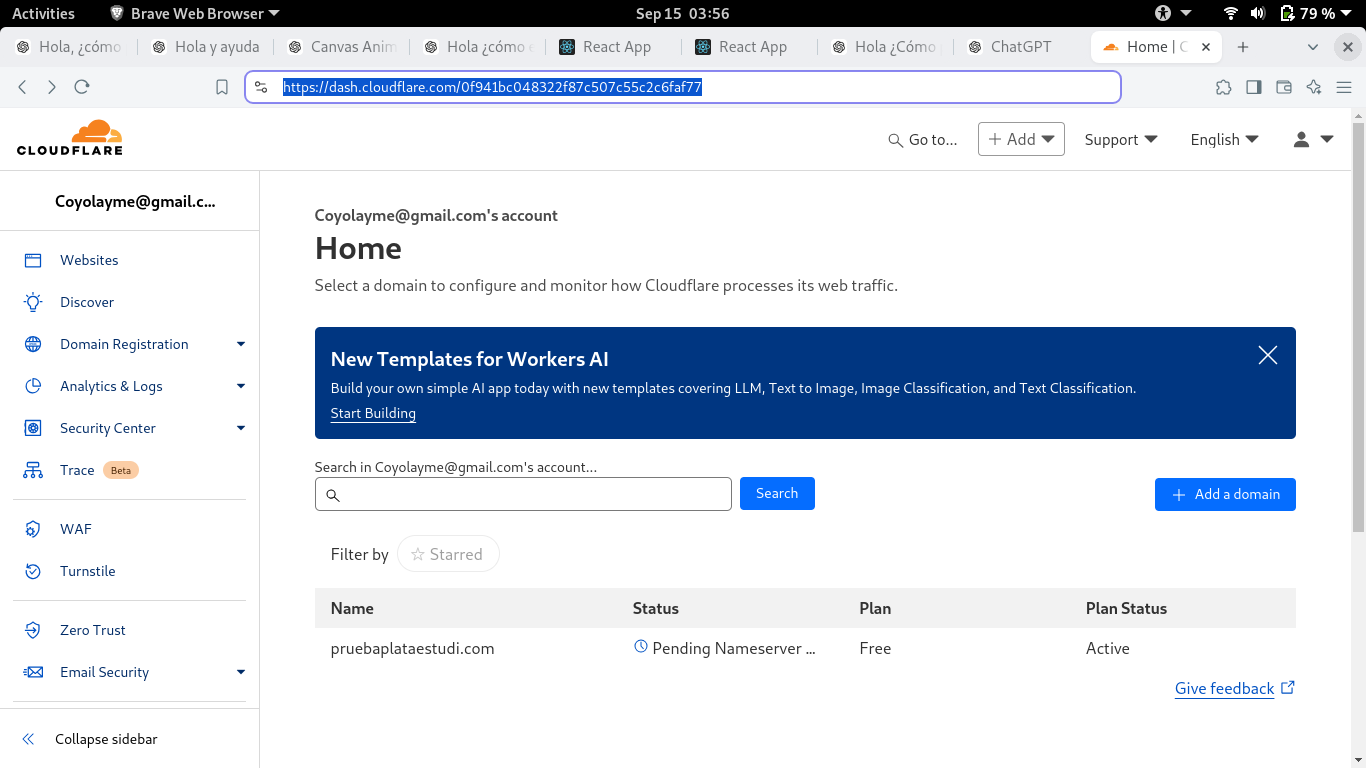 Activities Brave Web Browser Sep 15 03:56 79 %
Hola, ¿cómo Hola y ayuda Canvas Anim Hola ¿cómo e React App React App Hola ¿Cómo ChatGPT Home | C
https://dash.cloudflare.com/0f941bc048322f87c507c55c2c6faf77
CLOUDFLARE Go to... Add Support English
Coyolayme@gmail.c...
Websites
Discover
Domain Registration
Analytics & Logs
Security Center
Trace Beta
WAF
Turnstile
Zero Trust
Email Security
Collapse sidebar
Coyolayme@gmail.com's account
Home
Select a domain to configure and monitor how Cloudflare processes its web traffic.
New Templates for Workers AI
Build your own simple AI app today with new templates covering LLM, Text to Image, Image Classification, and Text Classification.
Start Building
Search in Coyolayme@gmail.com's account...
Search Add a domain
Filter by Starred
Name Status Plan Plan Status
pruebaplataestudi.com Pending Nameserver ... Free Active
Give feedback